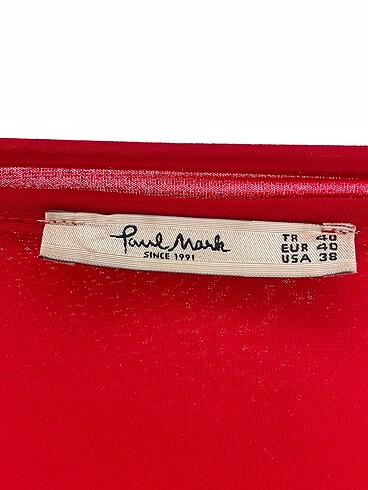 Paul Mark
SINCE 1991
TR 40
EUR 40
USA 38